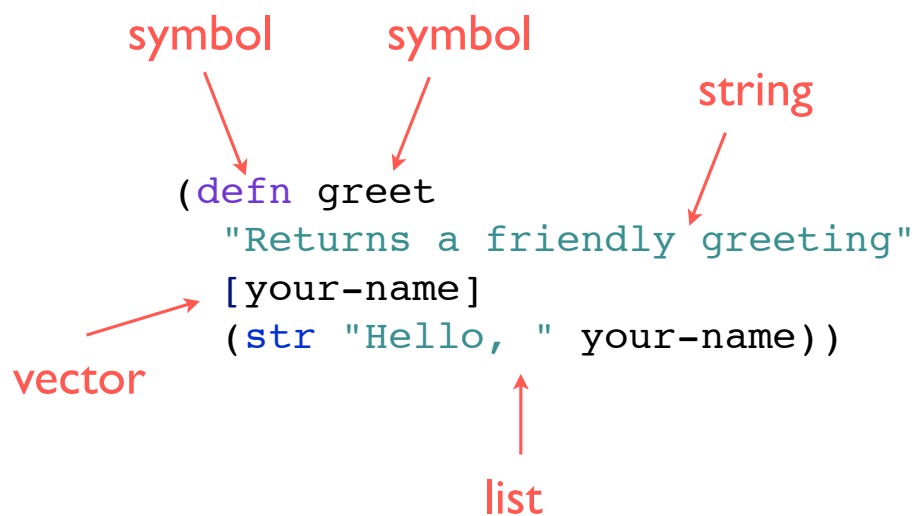 symbol symbol
string
(defn greet
"Returns a friendly greeting"
[your-name]
(str "Hello, " your-name))
vector
list